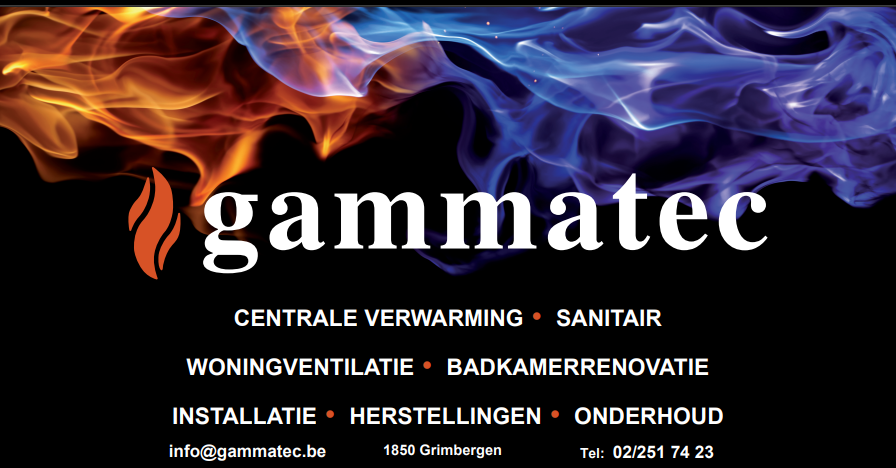 gammatec
CENTRALE VERWARMING • SANITAIR
WONINGVENTILATIE • BADKAMERRENOVATIE
INSTALLATIE • HERSTELLINGEN • ONDERHOUD
info@gammatec.be 1850 Grimbergen Tel: 02/251 74 23